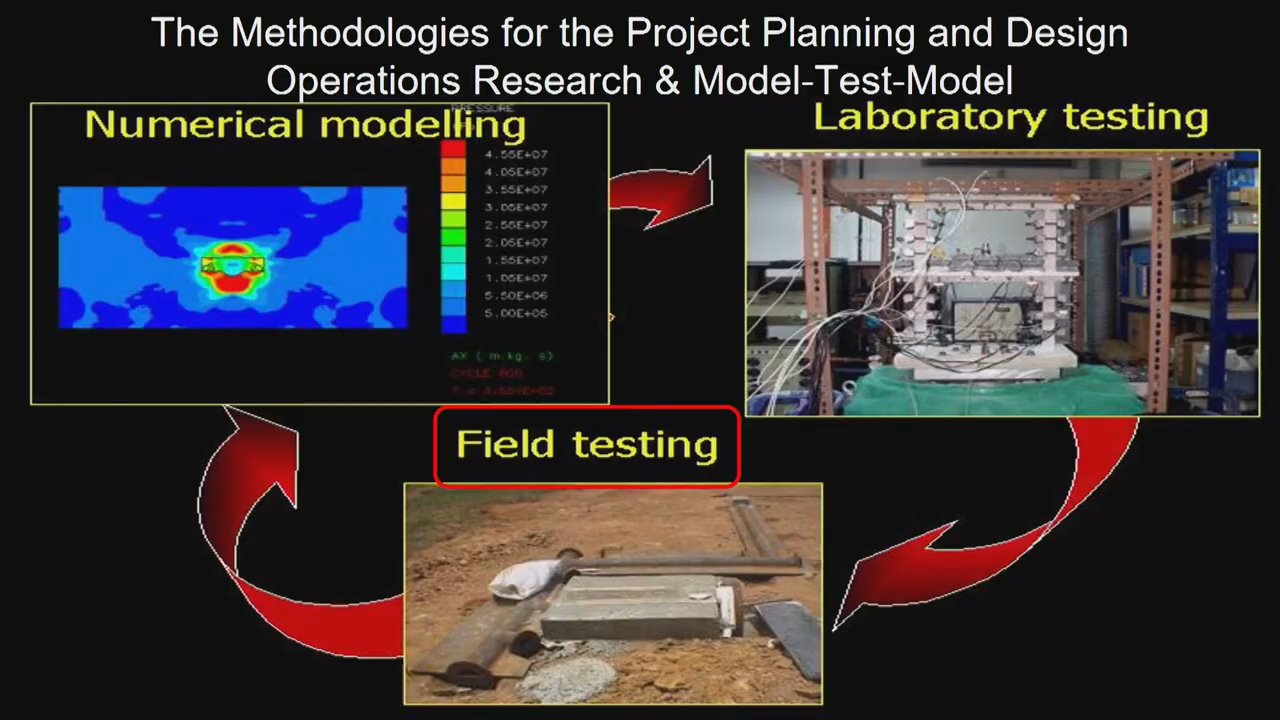 The Methodologies for the Project Planning and Design
Operations Research & Model-Test-Model
Numerical modelling
PRESSURE
4.55E+07
4.05E+07
3.55E+07
3.05E+07
2.55E+07
2.05E+07
1.55E+07
1.05E+07
5.50E+06
5.00E+05
Laboratory testing
Field testing